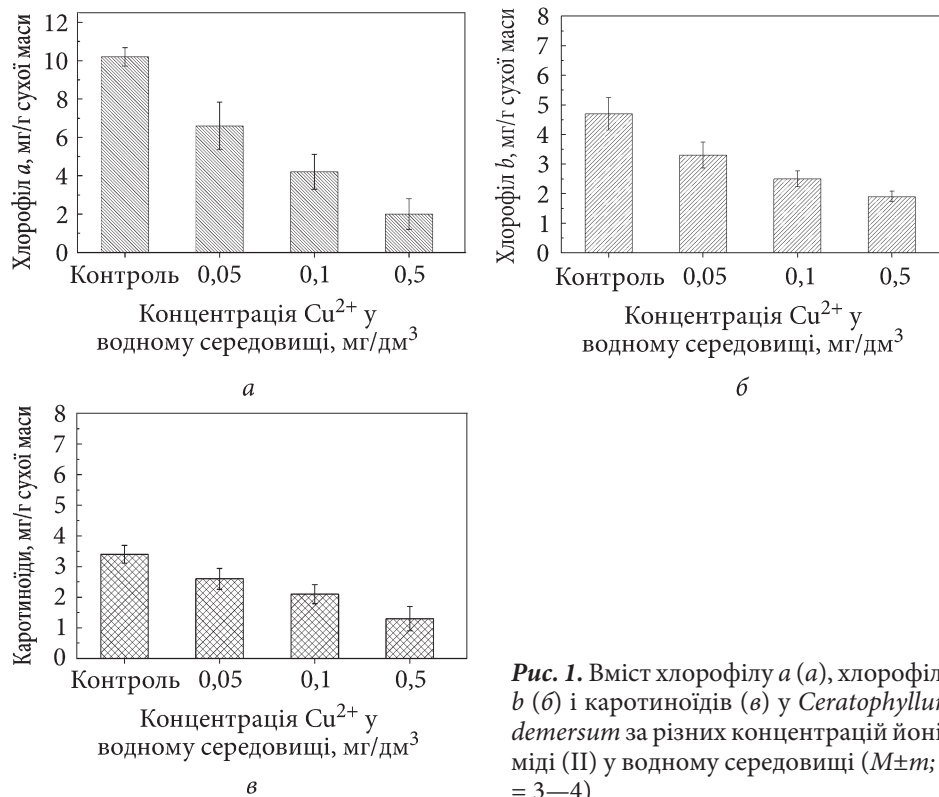 Хлорофіл a, мг/г сухої маси
12
10
8
6
4
2
0
Контроль 0,05 0,1 0,5
Концентрація Cu²⁺ у
водному середовищі, мг/дм³
а
Хлорофіл b, мг/г сухої маси
8
7
6
5
4
3
2
1
0
Контроль 0,05 0,1 0,5
Концентрація Cu²⁺ у
водному середовищі, мг/дм³
б
Каротиноїди, мг/г сухої маси
8
7
6
5
4
3
2
1
0
Контроль 0,05 0,1 0,5
Концентрація Cu²⁺ у
водному середовищі, мг/дм³
в
Рис. 1. Вміст хлорофілу a (а), хлорофіл
b (б) і каротиноїдів (в) у Ceratophyllu
demersum за різних концентрацій йоні
міді (II) у водному середовищі (M±m;
= 3—4)